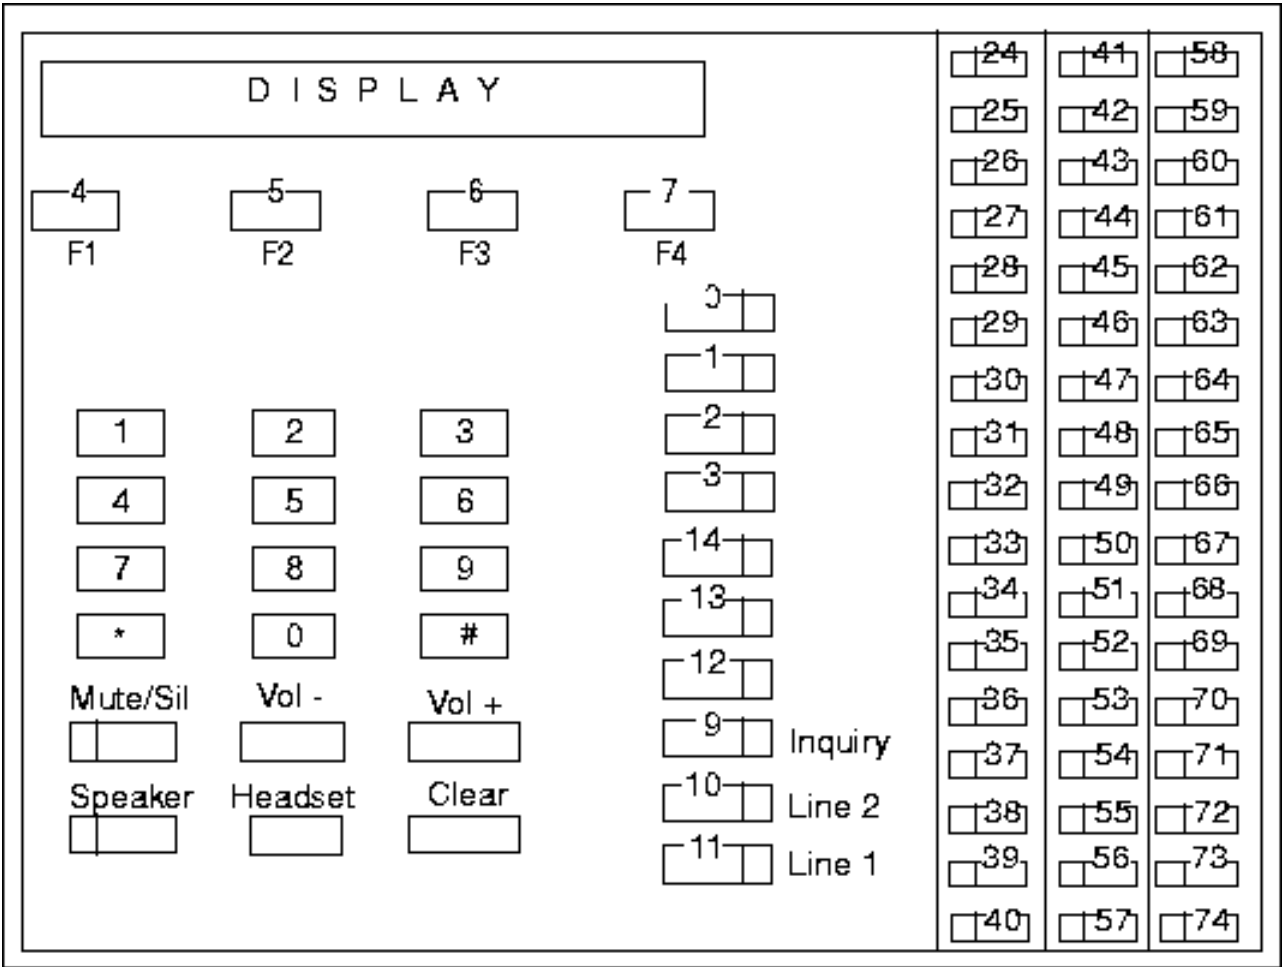 D I S P L A Y
4 5 6 7
F1 F2 F3 F4
0
1
2
3
14
13
12
9 Inquiry
10 Line 2
11 Line 1
1 2 3
4 5 6
7 8 9
* 0 #
Mute/Sil Vol - Vol +
Speaker Headset Clear
24 41 58
25 42 59
26 43 60
27 44 61
28 45 62
29 46 63
30 47 64
31 48 65
32 49 66
33 50 67
34 51 68
35 52 69
36 53 70
37 54 71
38 55 72
39 56 73
40 57 74